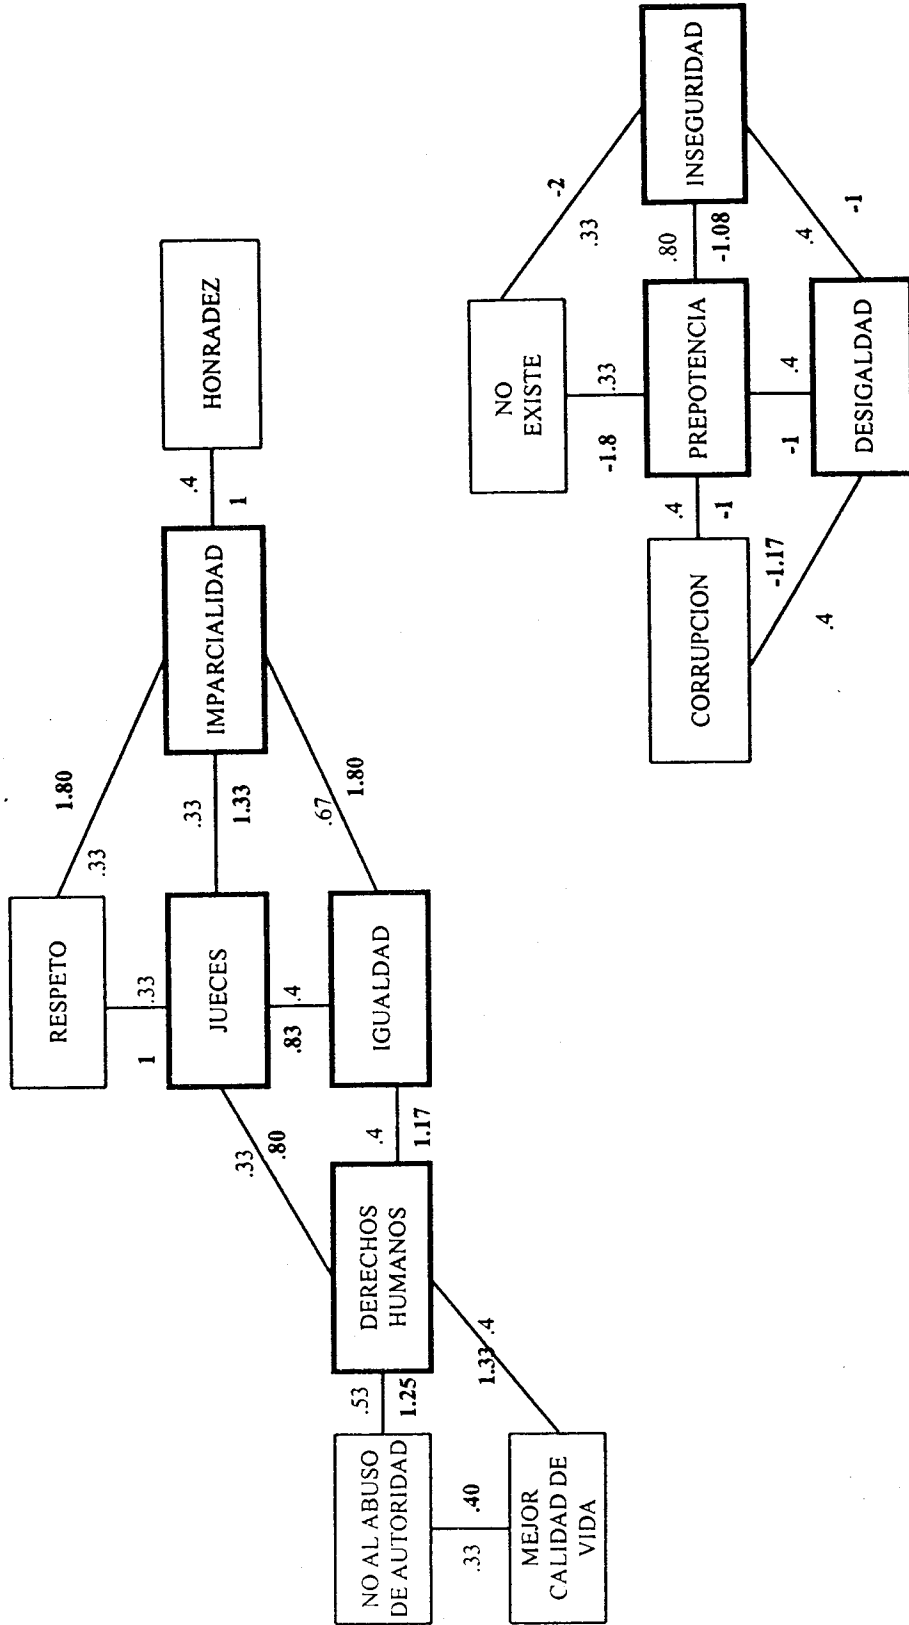 RESPETO
1.80
.33
1
.33
JUECES
.33
1.33
IMPARCIALIDAD
.4
1
HONRADEZ
.33
.80
.83
.4
.67
1.80
NO AL ABUSO
DE AUTORIDAD
.53
1.25
DERECHOS
HUMANOS
.4
1.17
IGUALDAD
.33
.40
1.33
.4
MEJOR
CALIDAD DE
VIDA
NO
EXISTE
-2
.33
-1.8
.33
CORRUPCION
.4
-1
PREPOTENCIA
.80
-1.08
INSEGURIDAD
-1.17
.4
-1
.4
.4
-1
DESIGALDAD